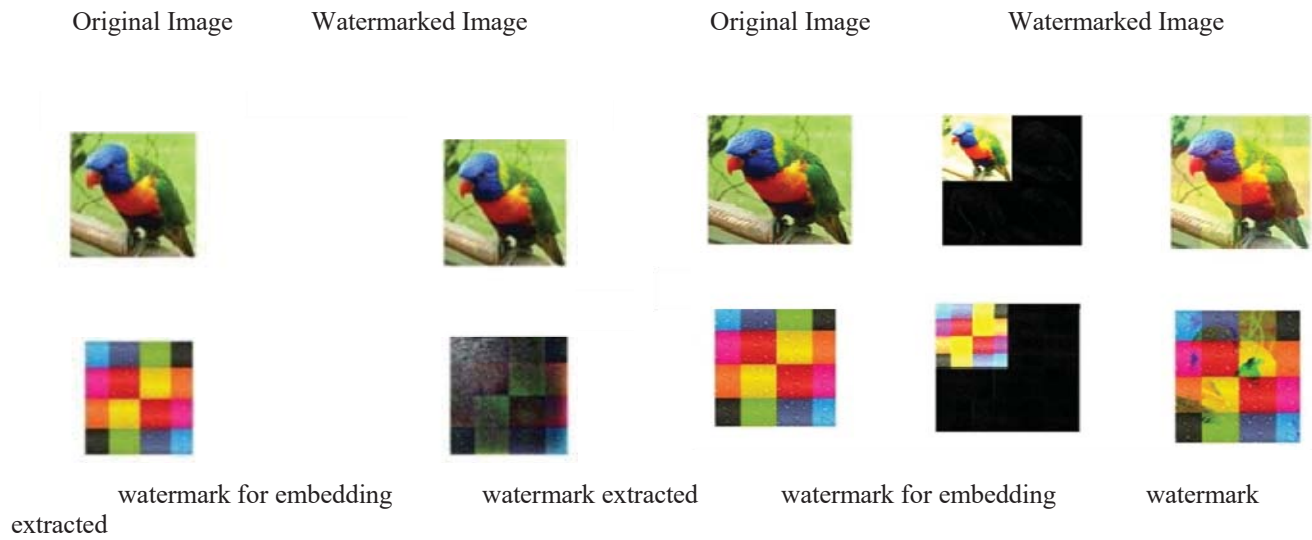 Original Image Watermarked Image Original Image Watermarked Image
watermark for embedding watermark extracted watermark for embedding watermark
extracted